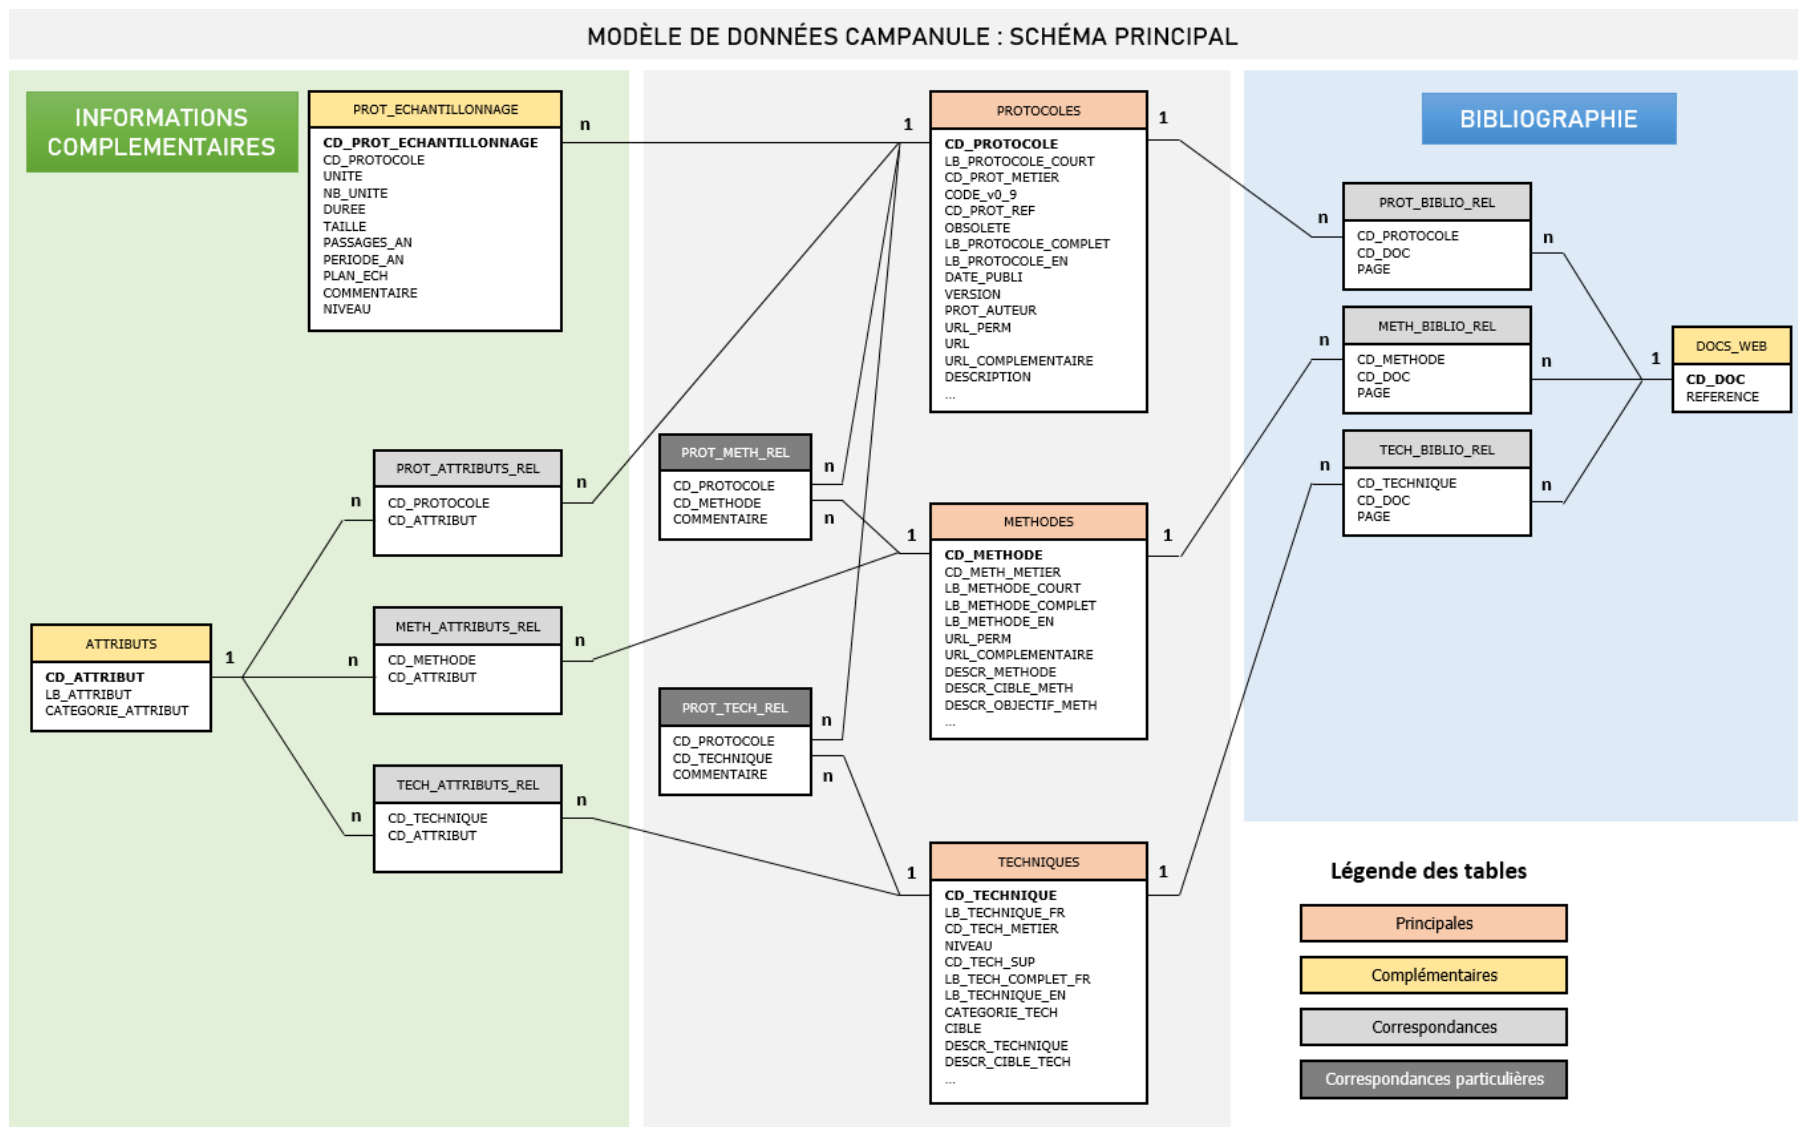 MODÈLE DE DONNÉES CAMPANULE : SCHÉMA PRINCIPAL
INFORMATIONS
COMPLEMENTAIRES
PROT_ECHANTILLONNAGE
CD_PROT_ECHANTILLONNAGE
CD_PROTOCOLE
UNITE
NB_UNITE
DUREE
TAILLE
PASSAGES_AN
PERIODE_AN
PLAN_ECH
COMMENTAIRE
NIVEAU
n
1
PROT_ATTRIBUTS_REL
CD_PROTOCOLE
CD_ATTRIBUT
n
n
METH_ATTRIBUTS_REL
CD_METHODE
CD_ATTRIBUT
n
n
ATTRIBUTS
CD_ATTRIBUT
LB_ATTRIBUT
CATEGORIE_ATTRIBUT
1
TECH_ATTRIBUTS_REL
CD_TECHNIQUE
CD_ATTRIBUT
n
n
PROT_METH_REL
CD_PROTOCOLE
CD_METHODE
COMMENTAIRE
n
n
PROT_TECH_REL
CD_PROTOCOLE
CD_TECHNIQUE
COMMENTAIRE
n
n
PROTOCOLES
CD_PROTOCOLE
LB_PROTOCOLE_COURT
CD_PROT_METIER
CODE_v0_9
CD_PROT_REF
OBSOLETE
LB_PROTOCOLE_COMPLET
LB_PROTOCOLE_EN
DATE_PUBLI
VERSION
PROT_AUTEUR
URL_PERM
URL
URL_COMPLEMENTAIRE
DESCRIPTION
...
1
METHODES
CD_METHODE
CD_METH_METIER
LB_METHODE_COURT
LB_METHODE_COMPLET
LB_METHODE_EN
URL_PERM
URL_COMPLEMENTAIRE
DESCR_METHODE
DESCR_CIBLE_METH
DESCR_OBJECTIF_METH
...
1
1
TECHNIQUES
CD_TECHNIQUE
LB_TECHNIQUE_FR
CD_TECH_METIER
NIVEAU
CD_TECH_SUP
LB_TECH_COMPLET_FR
LB_TECHNIQUE_EN
CATEGORIE_TECH
CIBLE
DESCR_TECHNIQUE
DESCR_CIBLE_TECH
...
1
1
BIBLIOGRAPHIE
PROT_BIBLIO_REL
CD_PROTOCOLE
CD_DOC
PAGE
n
n
METH_BIBLIO_REL
CD_METHODE
CD_DOC
PAGE
n
n
TECH_BIBLIO_REL
CD_TECHNIQUE
CD_DOC
PAGE
n
n
DOCS_WEB
CD_DOC
REFERENCE
1
Légende des tables
Principales
Complémentaires
Correspondances
Correspondances particulières